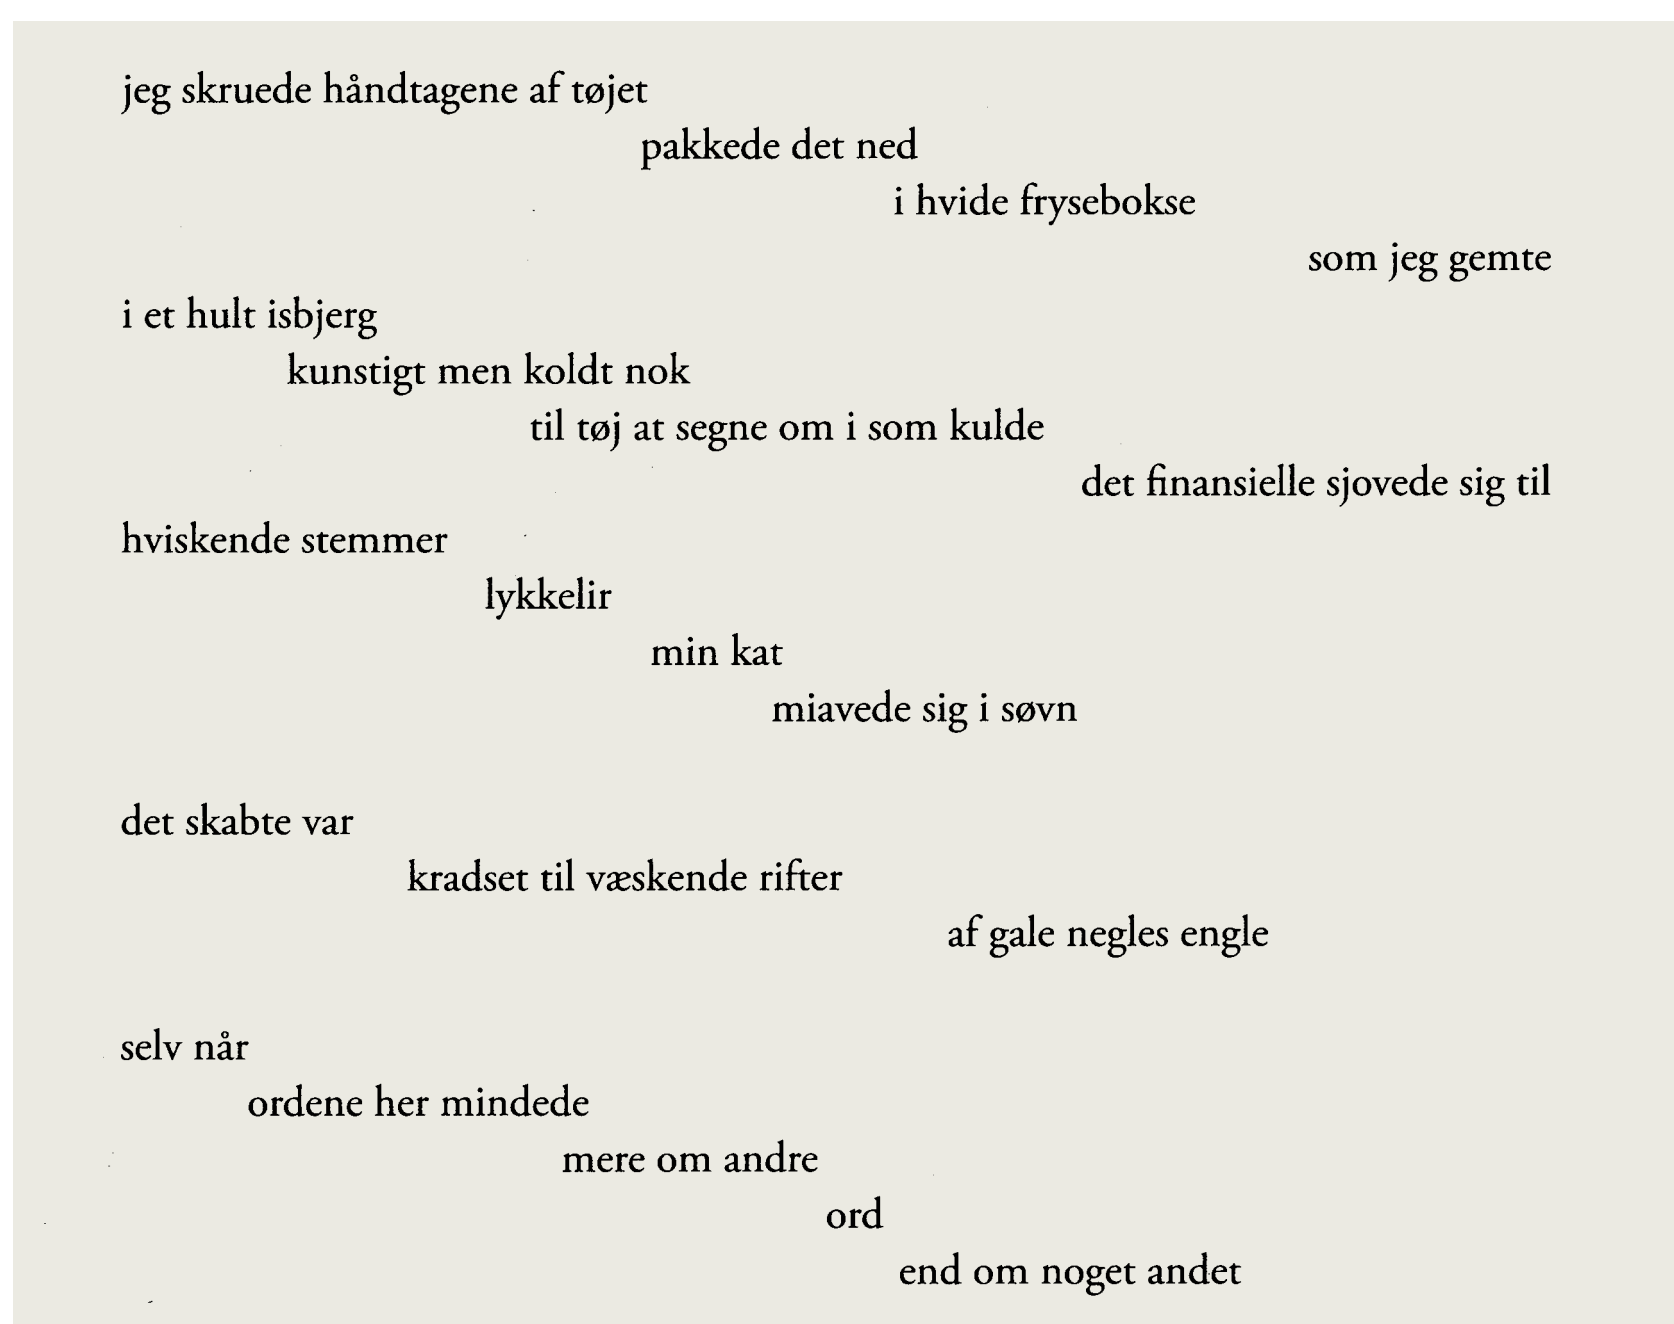 jeg skruede håndtagene af tøjet
pakkede det ned
i hvide frysebokse
som jeg gemte
i et hult isbjerg
kunstigt men koldt nok
til tøj at segne om i som kulde
det finansielle sjovede sig til
hviskende stemmer
lykkelir
min kat
miavede sig i søvn
det skabte var
kradset til væskende rifter
af gale negles engle
selv når
ordene her mindede
mere om andre
ord
end om noget andet